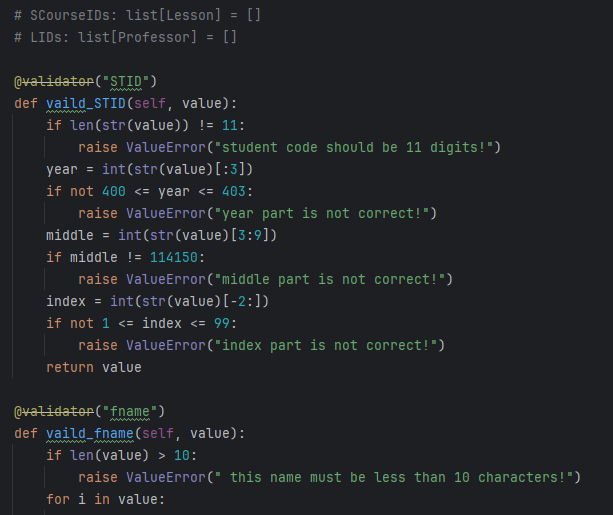 # SCourseIDs: list[Lesson] = []
# LIDs: list[Professor] = []
@validator("STID")
def vaild_STID(self, value):
if len(str(value)) != 11:
raise ValueError("student code should be 11 digits!")
year = int(str(value)[:3])
if not 400 <= year <= 403:
raise ValueError("year part is not correct!")
middle = int(str(value)[3:9])
if middle != 114150:
raise ValueError("middle part is not correct!")
index = int(str(value)[-2:])
if not 1 <= index <= 99:
raise ValueError("index part is not correct!")
return value
@validator("fname")
def vaild_fname(self, value):
if len(value) > 10:
raise ValueError(" this name must be less than 10 characters!")
for i in value: